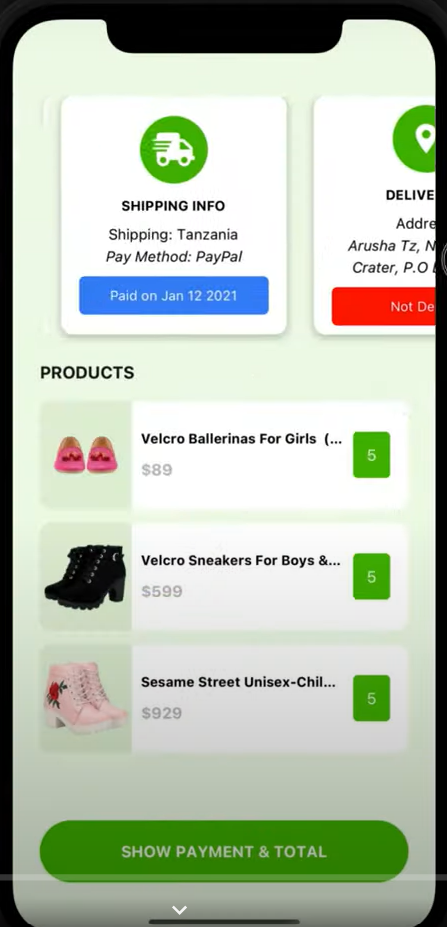 SHIPPING INFO
Shipping: Tanzania
Pay Method: PayPal
Paid on Jan 12 2021
DELIVE
Addre
Arusha Tz, N
Crater, P.O
Not De
PRODUCTS
Velcro Ballerinas For Girls (...
$89
5
Velcro Sneakers For Boys &...
$599
5
Sesame Street Unisex-Chil...
$929
5
SHOW PAYMENT & TOTAL